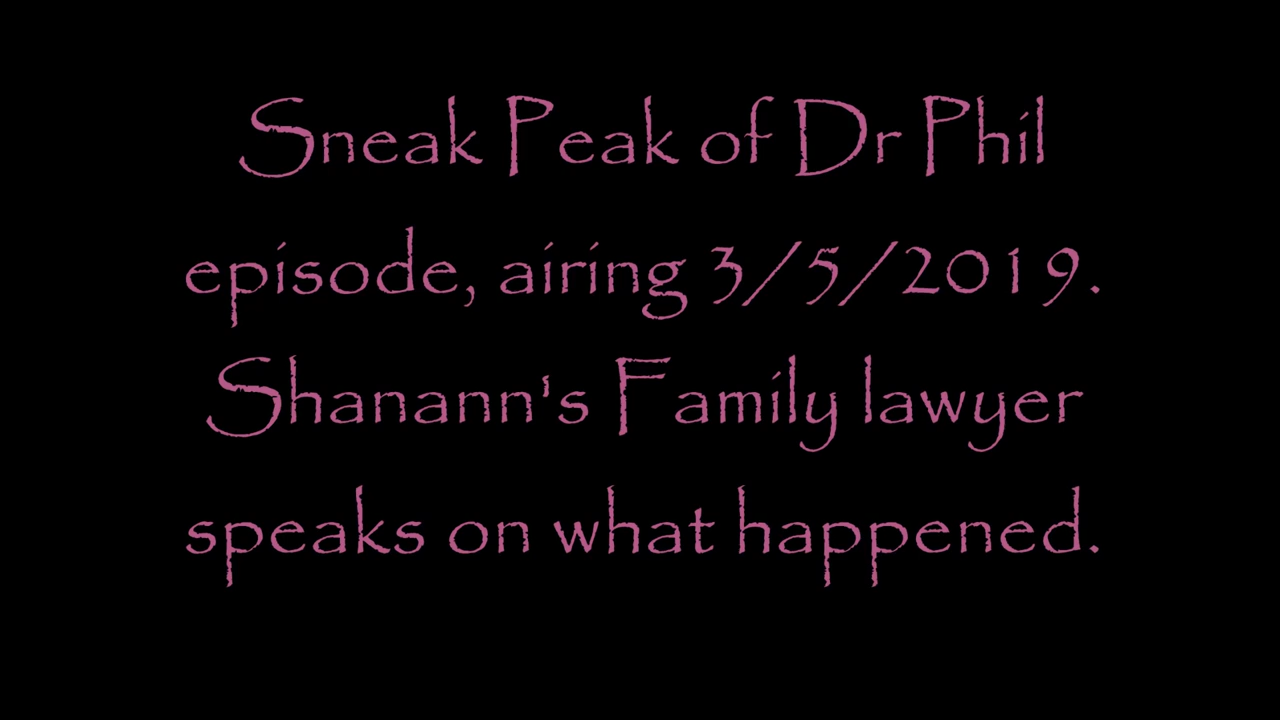 Sneak Peak of Dr Phil
episode, airing 3/5/2019.
Shanann's Family lawyer
speaks on what happened.